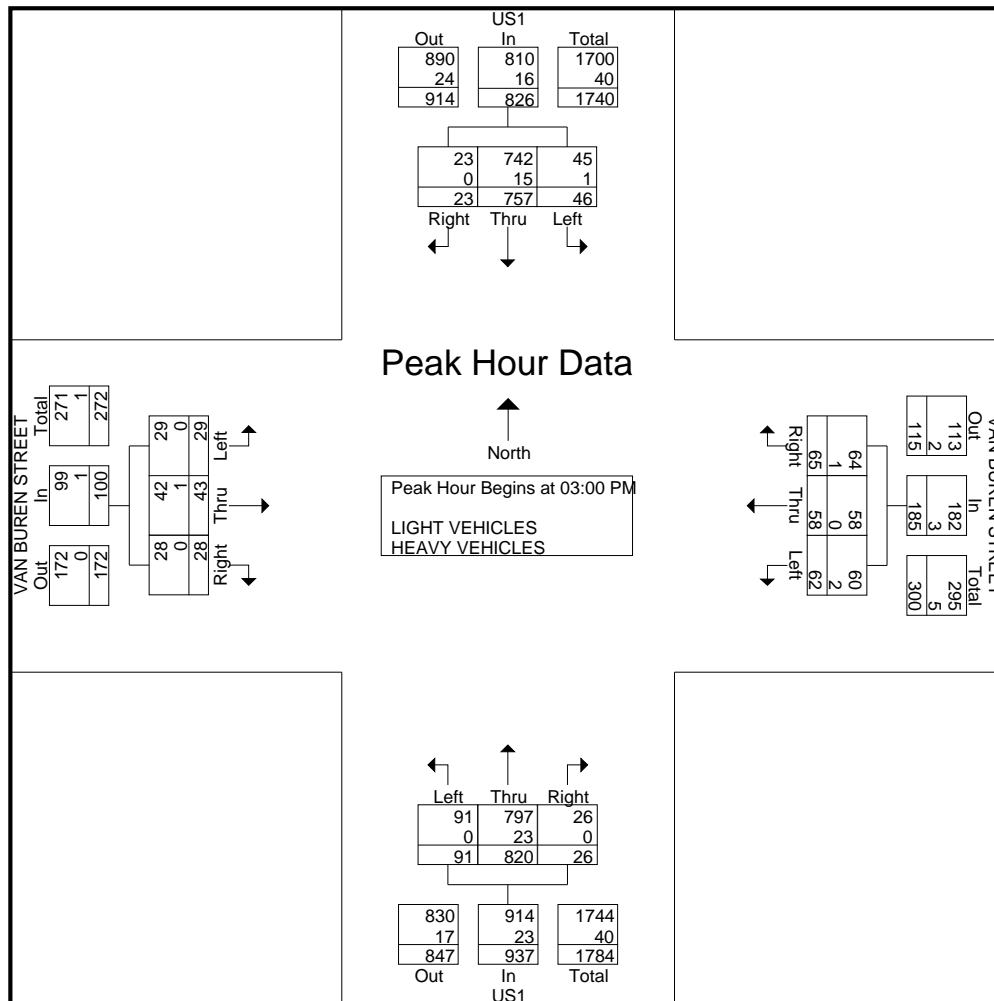 US1
Out In Total
890 810 1700
24 16 40
914 826 1740
23 742 45
0 15 1
23 757 46
Right Thru Left
Peak Hour Data
North
Peak Hour Begins at 03:00 PM
LIGHT VEHICLES
HEAVY VEHICLES
VAN BUREN STREET
Out In Total
172 99 271
0 1 1
172 100 272
29 42 28
0 1 0
29 43 28
Left Thru Right
VAN BUREN STREET
Out In Total
113 182 295
2 3 5
115 185 300
64 58 60
1 0 2
65 58 62
Right Thru Left
Left Thru Right
91 797 26
0 23 0
91 820 26
830 914 1744
17 23 40
847 937 1784
Out In Total
US1